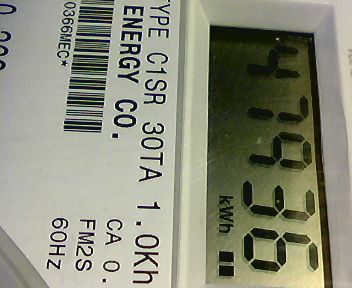 47936
kWh
TYPE C1SR 30TA 1.0Kh
ENERGY CO.
CA 0.
FM2S
60HZ
0366MEC*